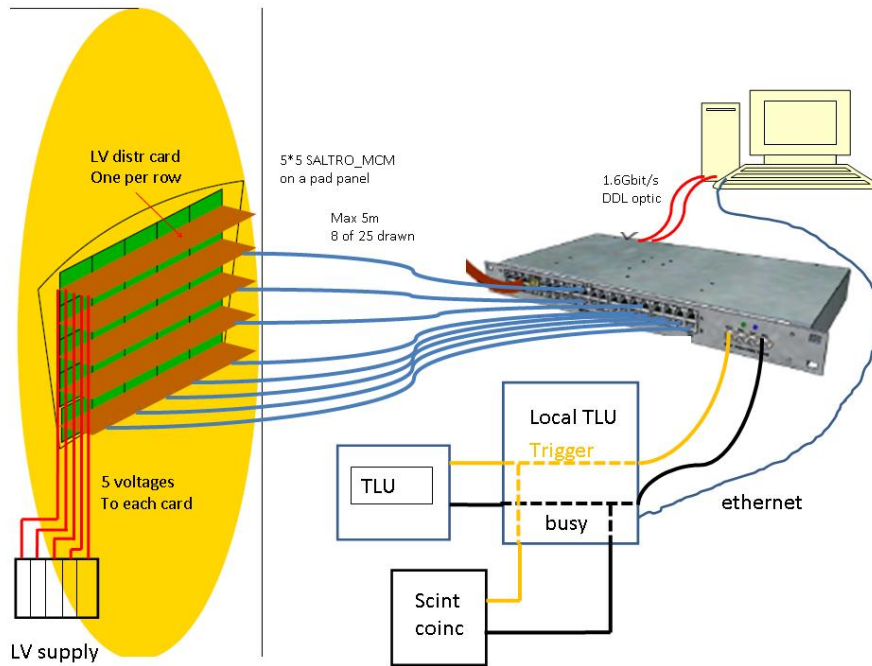 LV distr card
One per row
5*5 SALTRO_MCM
on a pad panel
Max 5m
8 of 25 drawn
1.6Gbit/s
DDL optic
Local TLU
Trigger
TLU
busy
ethernet
5 voltages
To each card
Scint
coinc
LV supply